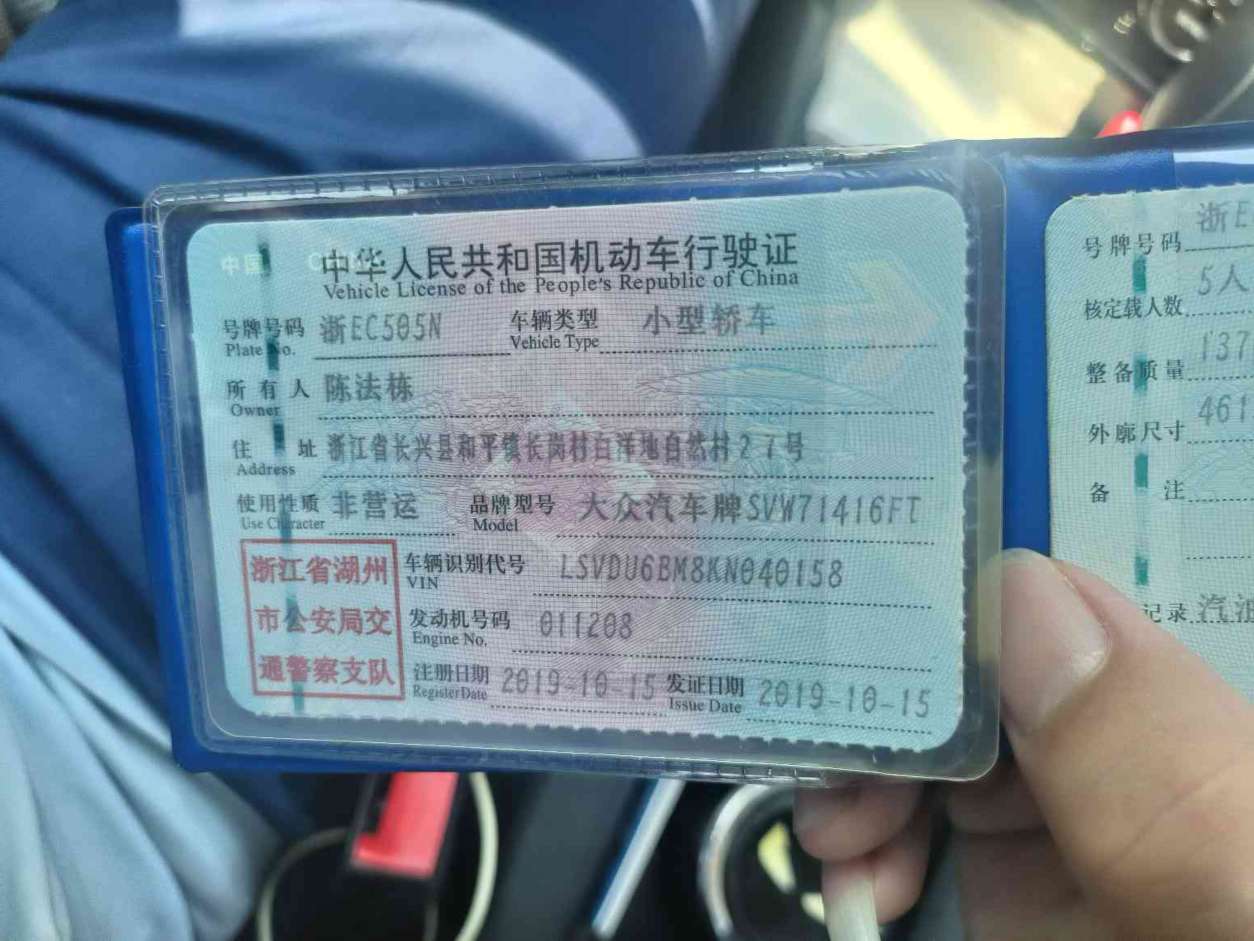 中国 C
中华人民共和国机动车行驶证
Vehicle License of the People's Republic of China
号牌号码 浙EC505N 车辆类型 小型轿车
Plate No. Vehicle Type
所有人 陈法栋
Owner
住址 浙江省长兴县和平镇长岗村白洋地自然村27号
Address
使用性质 非营运 品牌型号 大众汽车牌SVW71416FT
Use Character Model
浙江省湖州
市公安局交
通警察支队
车辆识别代号 LSVDU6BM8KN040158
VIN
发动机号码 011208
Engine No.
注册日期 2019-10-15 发证日期 2019-10-15
Register Date Issue Date
号牌号码 浙E
核定载人数 5人
整备质量 137
外廓尺寸 461
备注
记录 汽油